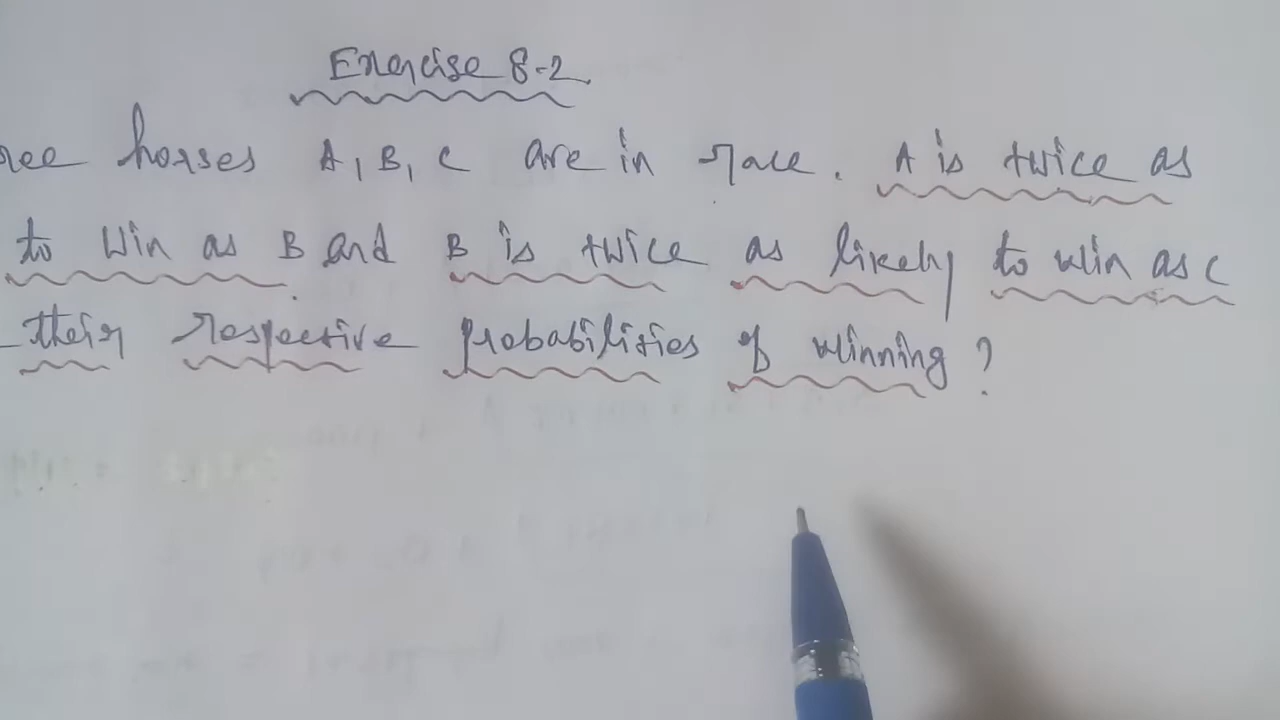 Exercise 8-2
ree horses A, B, C are in race. A is twice as
to win as B and B is twice as likely to win as C
their respective probabilities of winning?